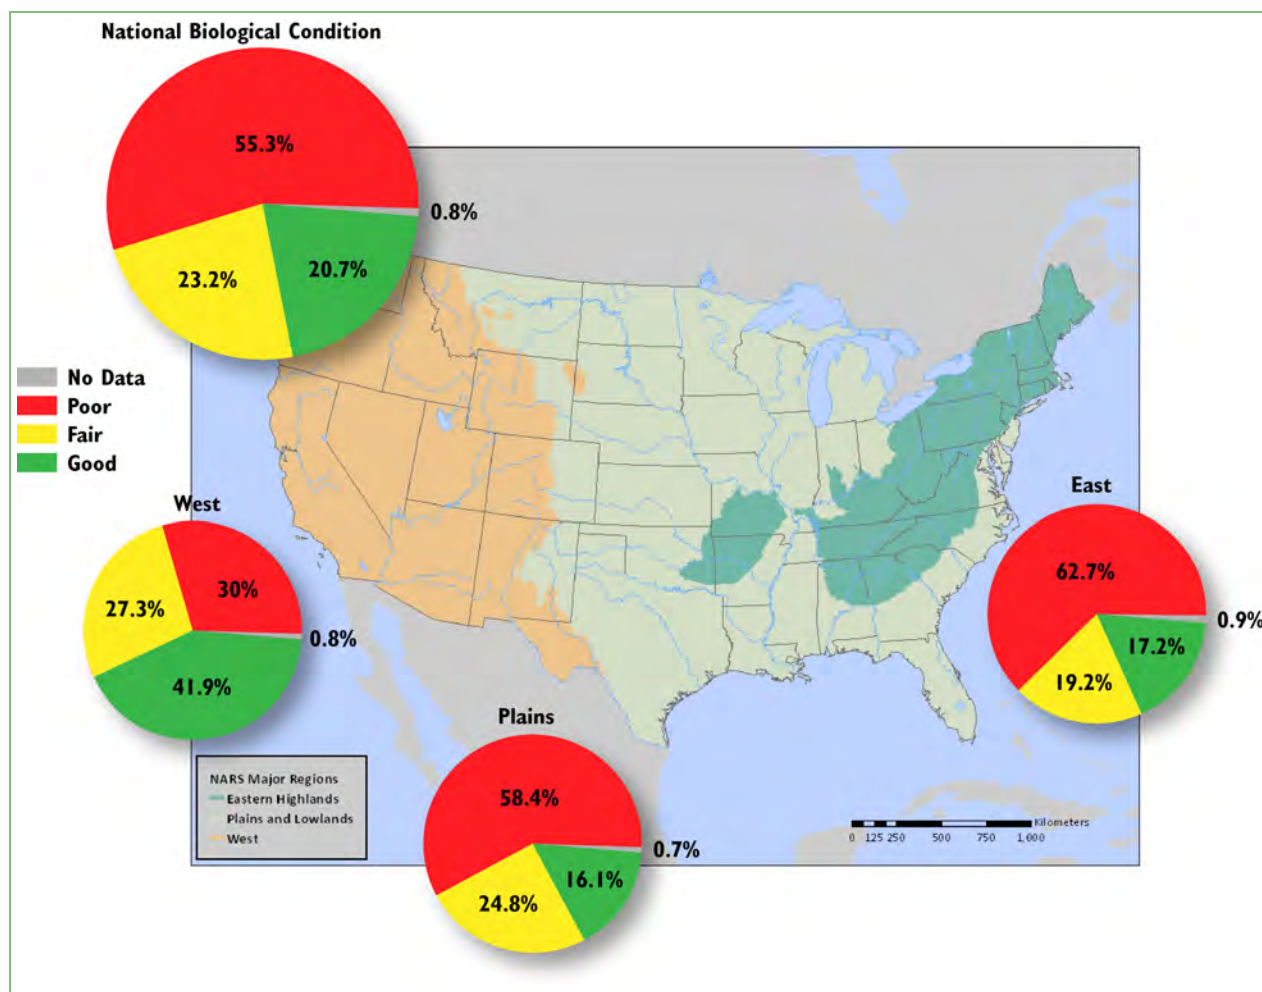 National Biological Condition
55.3%
0.8%
23.2%
20.7%
No Data
Poor
Fair
Good
West
30%
27.3%
0.8%
41.9%
East
62.7%
0.9%
17.2%
19.2%
Plains
58.4%
0.7%
16.1%
24.8%
NARS Major Regions
Eastern Highlands
Plains and Lowlands
West
Kilometers
0 125 250 500 750 1,000